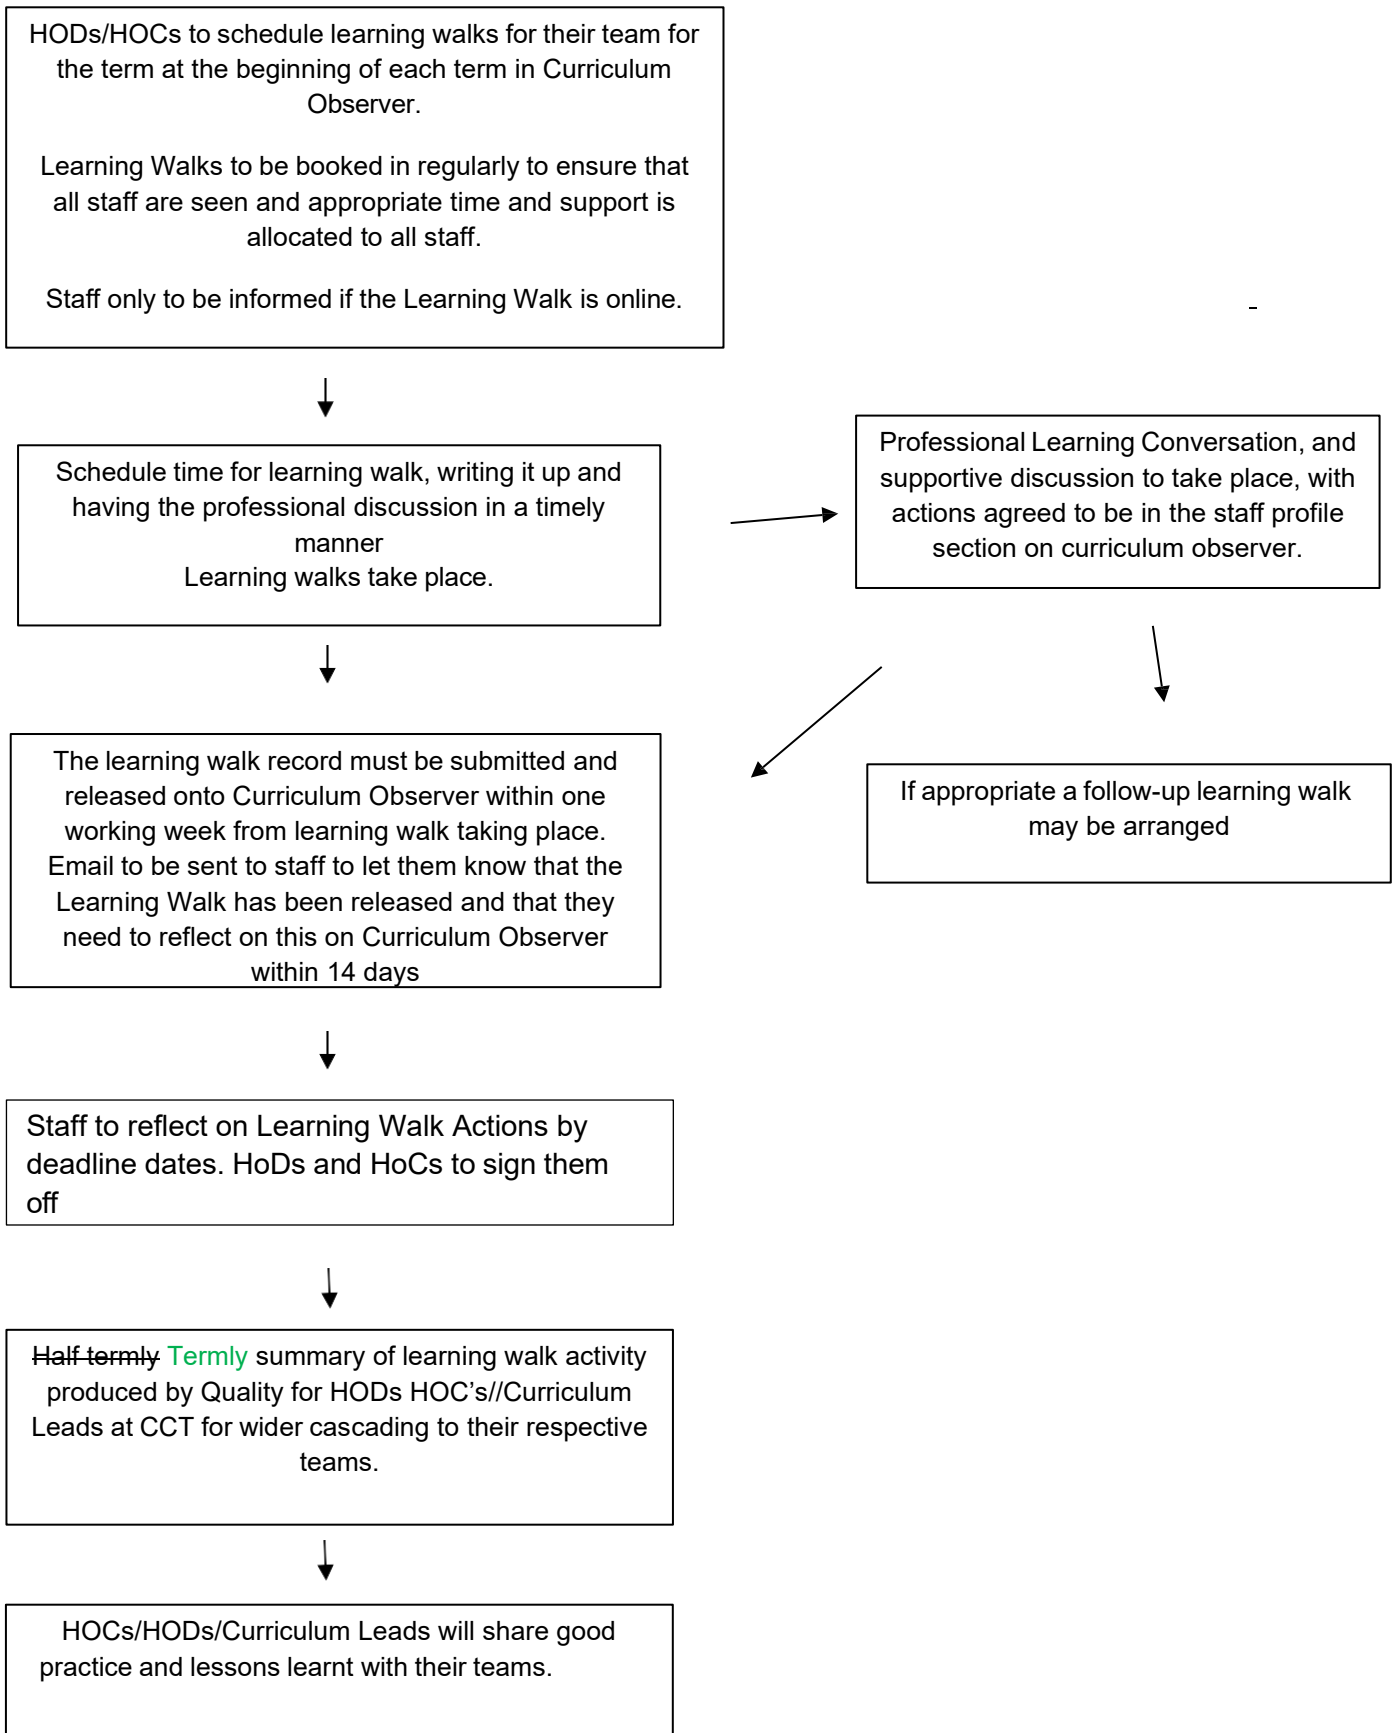 HODs/HOCs to schedule learning walks for their team for
the term at the beginning of each term in Curriculum
Observer.
Learning Walks to be booked in regularly to ensure that
all staff are seen and appropriate time and support is
allocated to all staff.
Staff only to be informed if the Learning Walk is online.
-
Schedule time for learning walk, writing it up and
having the professional discussion in a timely
manner
Learning walks take place.
Professional Learning Conversation, and
supportive discussion to take place, with
actions agreed to be in the staff profile
section on curriculum observer.
The learning walk record must be submitted and
released onto Curriculum Observer within one
working week from learning walk taking place.
Email to be sent to staff to let them know that the
Learning Walk has been released and that they
need to reflect on this on Curriculum Observer
within 14 days
If appropriate a follow-up learning walk
may be arranged
Staff to reflect on Learning Walk Actions by
deadline dates. HoDs and HoCs to sign them
off
Half termly Termly summary of learning walk activity
produced by Quality for HODs HOC’s//Curriculum
Leads at CCT for wider cascading to their respective
teams.
HOCs/HODs/Curriculum Leads will share good
practice and lessons learnt with their teams.